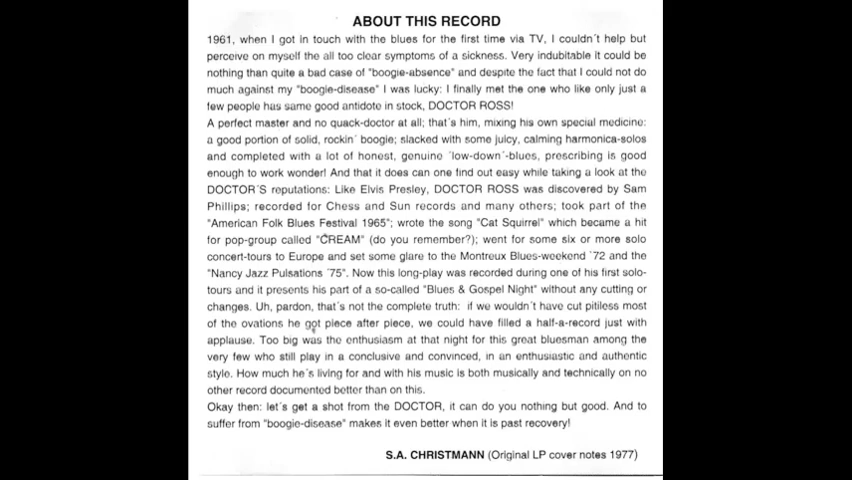 ABOUT THIS RECORD
1961, when I got in touch with the blues for the first time via TV, I couldn´t help but
perceive on myself the all too clear symptoms of a sickness. Very indubitable it could be
nothing than quite a bad case of "boogie-absence" and despite the fact that I could not do
much against my "boogie-disease" I was lucky: I finally met the one who like only just a
few people has same good antidote in stock, DOCTOR ROSS!
A perfect master and no quack-doctor at all; that´s him, mixing his own special medicine:
a good portion of solid, rockin´ boogie; slacked with some juicy, calming harmonica-solos
and completed with a lot of honest, genuine ´low-down´-blues, prescribing is good
enough to work wonder! And that it does can one find out easy while taking a look at the
DOCTOR´S reputations: Like Elvis Presley, DOCTOR ROSS was discovered by Sam
Phillips; recorded for Chess and Sun records and many others; took part of the
"American Folk Blues Festival 1965"; wrote the song "Cat Squirrel" which became a hit
for pop-group called "CREAM" (do you remember?); went for some six or more solo
concert-tours to Europe and set some glare to the Montreux Blues-weekend ´72 and the
"Nancy Jazz Pulsations ´75". Now this long-play was recorded during one of his first solo-
tours and it presents his part of a so-called "Blues & Gospel Night" without any cutting or
changes. Uh, pardon, that´s not the complete truth: if we wouldn´t have cut pitiless most
of the ovations he got piece after piece, we could have filled a half-a-record just with
applause. Too big was the enthusiasm at that night for this great bluesman among the
very few who still play in a conclusive and convinced, in an enthusiastic and authentic
style. How much he´s living for and with his music is both musically and technically on no
other record documented better than on this.
Okay then: let´s get a shot from the DOCTOR, it can do you nothing but good. And to
suffer from "boogie-disease" makes it even better when it is past recovery!
S.A. CHRISTMANN (Original LP cover notes 1977)